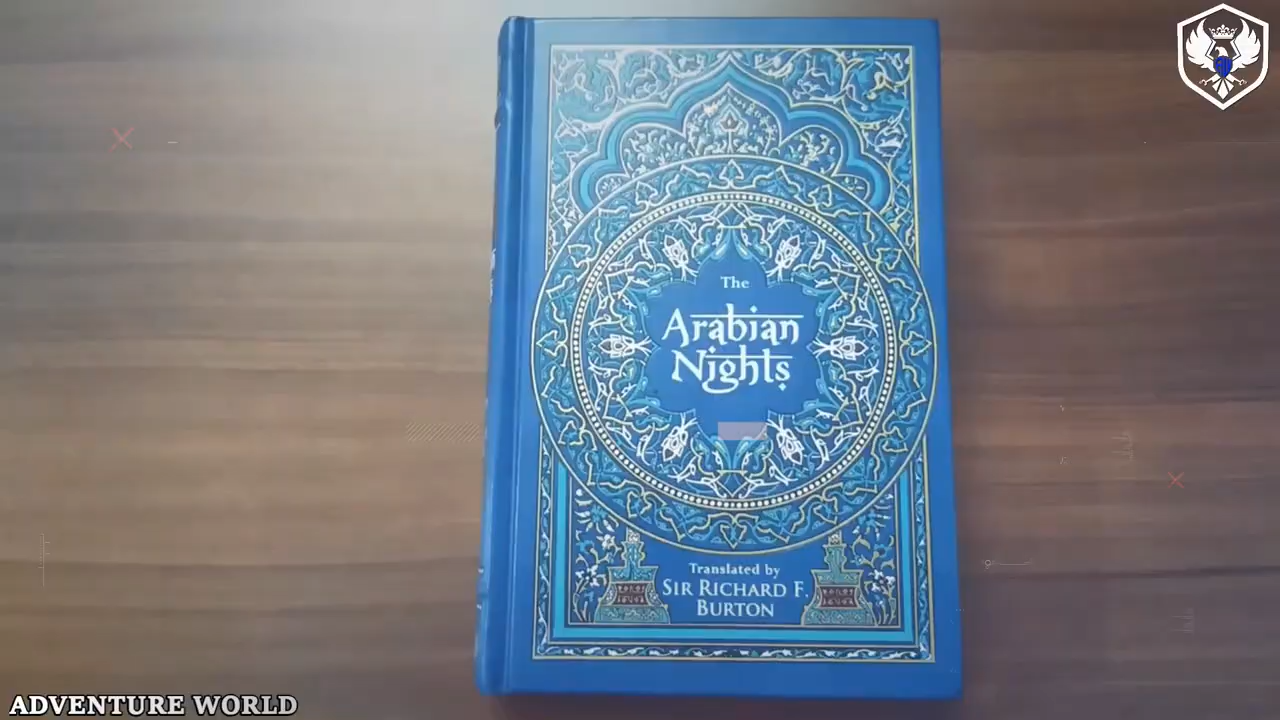 The
Arabian
Nights
Translated by
SIR RICHARD F.
BURTON
ADVENTURE WORLD